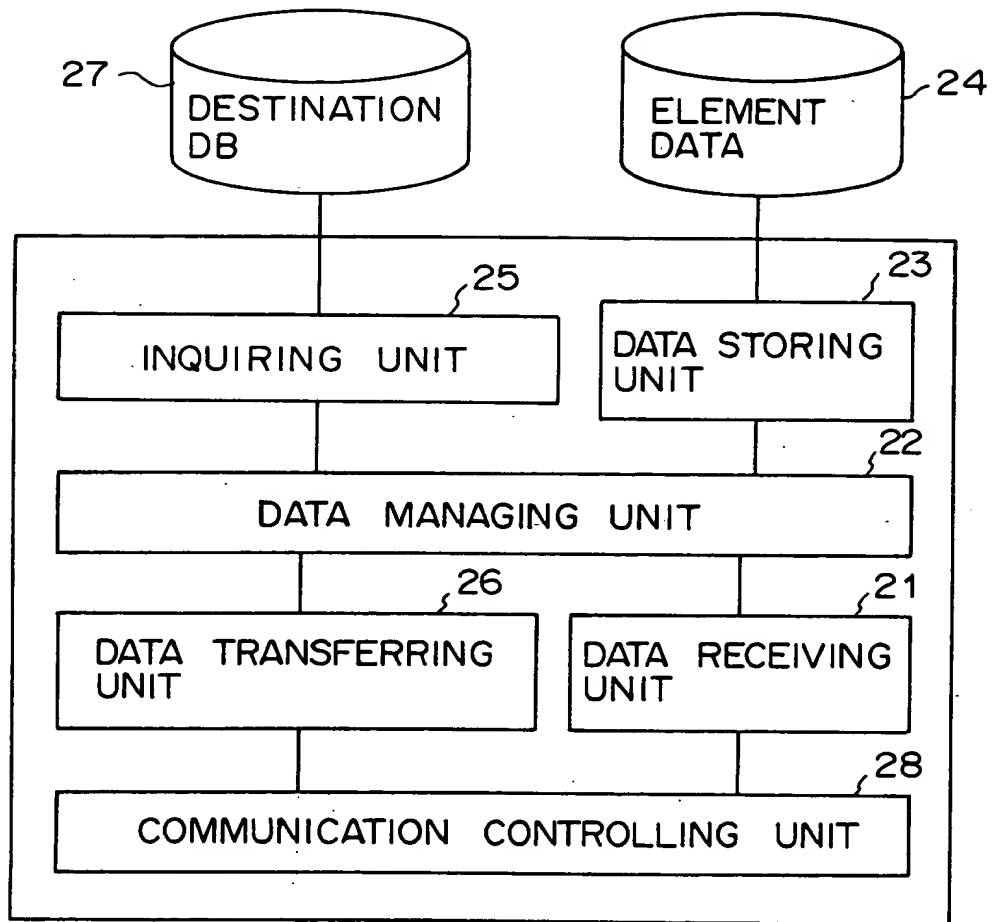 27
DESTINATION
DB
ELEMENT
DATA
24
25
INQUIRING UNIT
23
DATA STORING
UNIT
22
DATA MANAGING UNIT
26
DATA TRANSFERRING
UNIT
21
DATA RECEIVING
UNIT
28
COMMUNICATION CONTROLLING UNIT